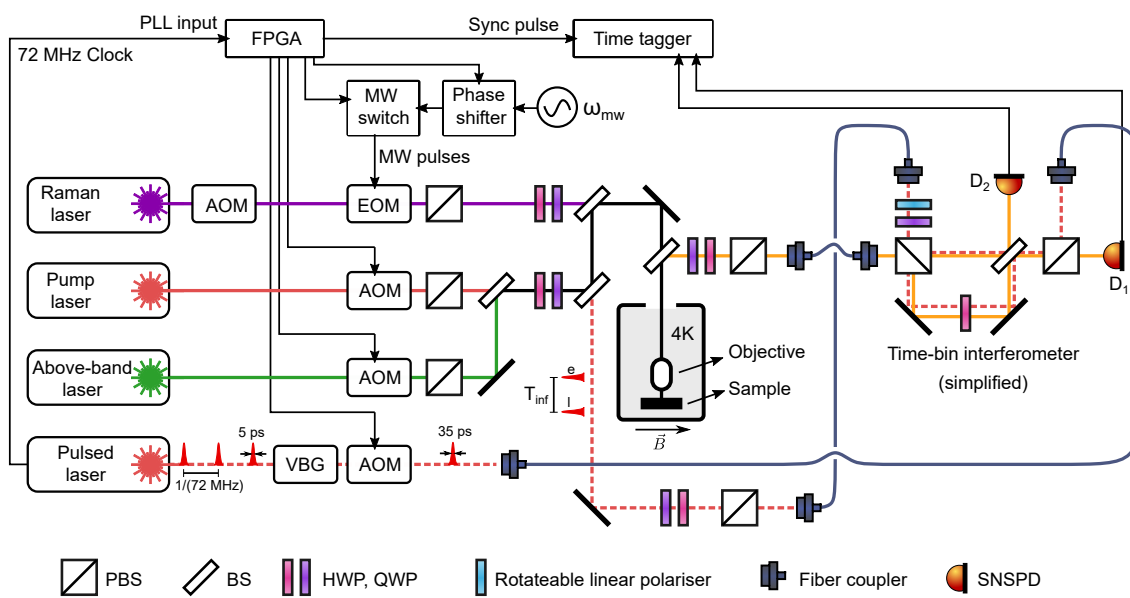 PLL input
FPGA
Sync pulse
Time tagger
72 MHz Clock
MW
switch
Phase
shifter
ω_mw
MW pulses
Raman
laser
AOM
EOM
D₂
D₁
Pump
laser
AOM
4K
Objective
Sample
Time-bin interferometer
(simplified)
Above-band
laser
AOM
e
T_inf
l
B⃗
Pulsed
laser
5 ps
VBG
AOM
35 ps
1/(72 MHz)
PBS
BS
HWP, QWP
Rotateable linear polariser
Fiber coupler
SNSPD